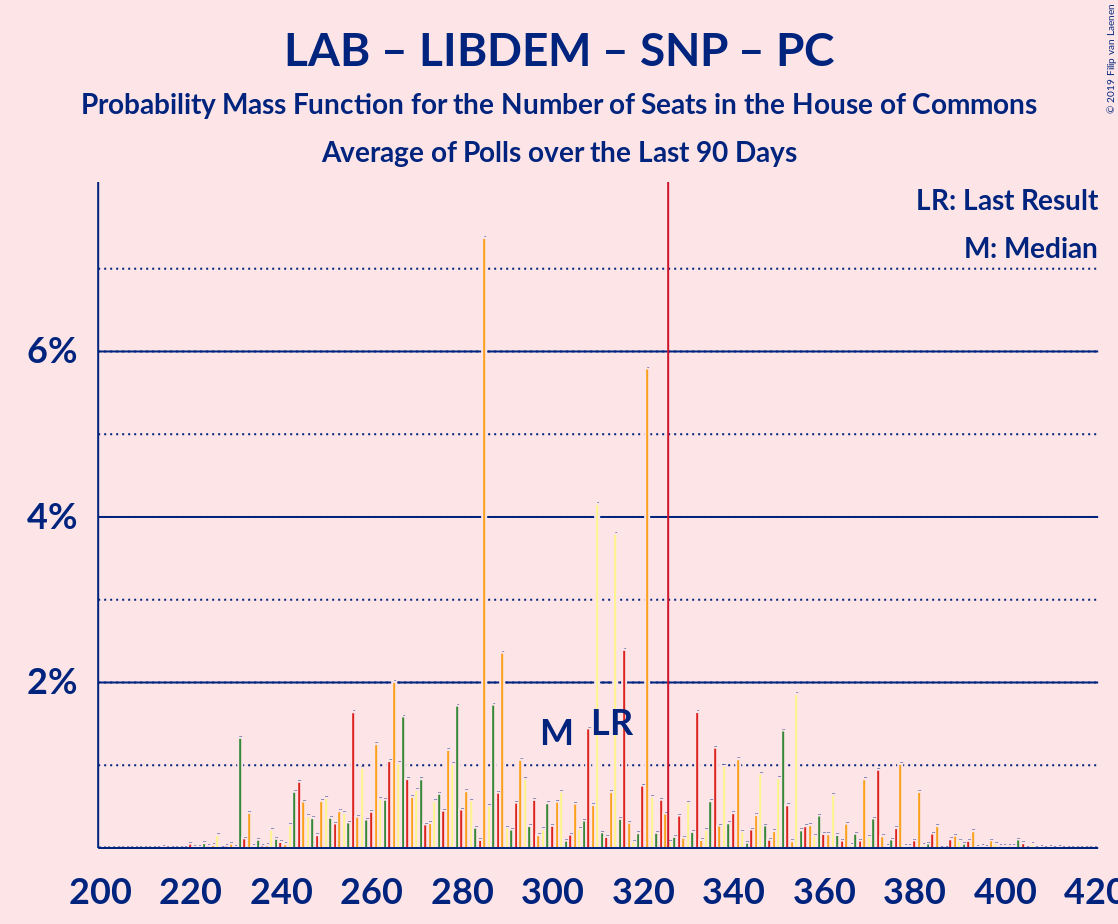 LAB – LIBDEM – SNP – PC
Probability Mass Function for the Number of Seats in the House of Commons
Average of Polls over the Last 90 Days
© 2019 Filip van Laenen
LR: Last Result
M: Median
6%
4%
2%
M LR
200 220 240 260 280 300 320 340 360 380 400 420